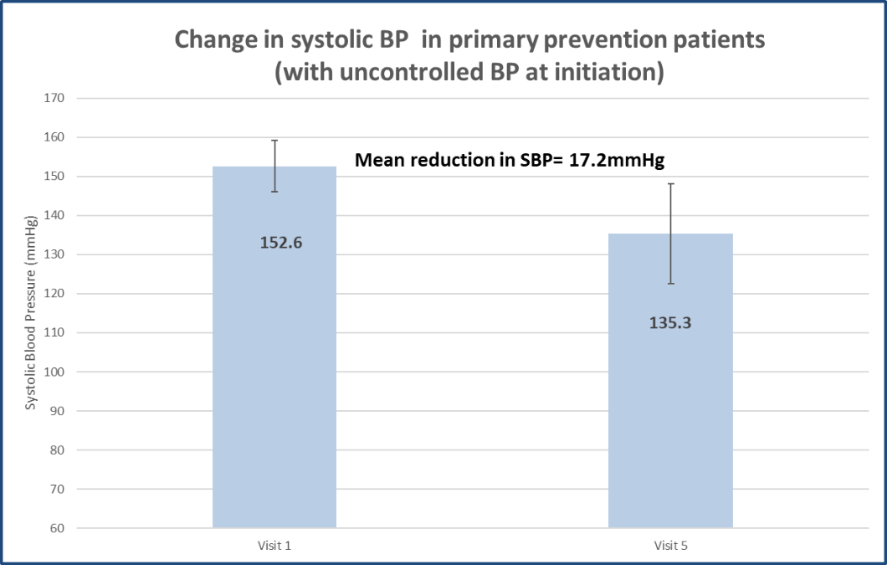 Change in systolic BP  in primary prevention patients
(with uncontrolled BP at initiation)
170
160
150
140
130
120
110
100
90
80
70
60
Systolic Blood Pressure (mmHg)
Mean reduction in SBP= 17.2mmHg
152.6
135.3
Visit 1
Visit 5